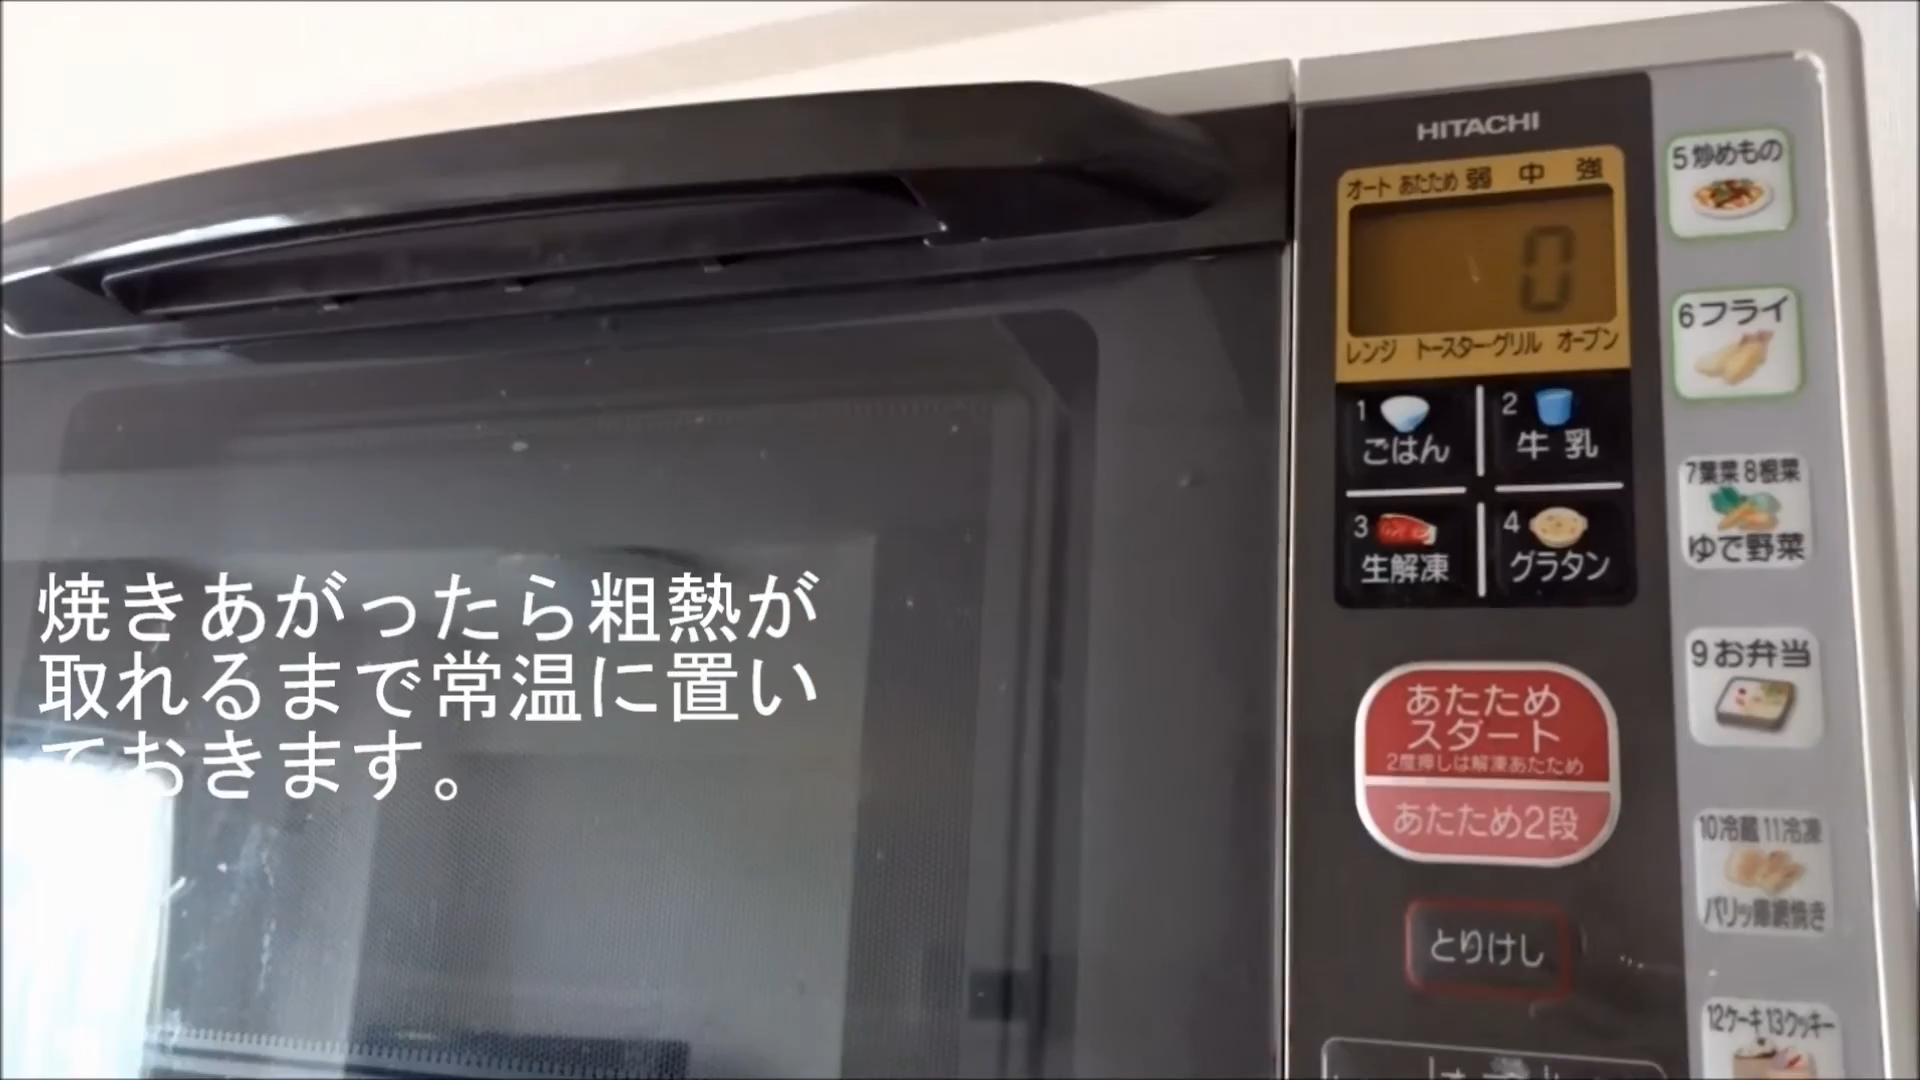 HITACHI
オート あたため 弱 中 強
0
レンジ トースター・グリル オーブン
1 ごはん
2 牛乳
3 生解凍
4 グラタン
あたため
スタート
2度押しは解凍あたため
あたため2段
とりけし
5 炒めもの
6 フライ
7葉菜 8根菜
ゆで野菜
9 お弁当
10冷蔵 11冷凍
12ケーキ 13クッキー
焼きあがったら粗熱が
取れるまで常温に置い
ておきます。